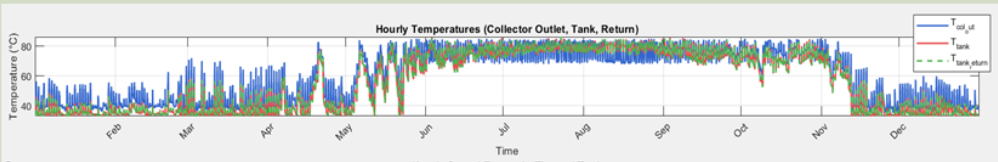 Hourly Temperatures (Collector Outlet, Tank, Return)
Temperature (°C)
80
60
40
Feb Mar Apr May Jun Jul Aug Sep Oct Nov Dec
Time
T_col_out
T_tank
T_tank_return